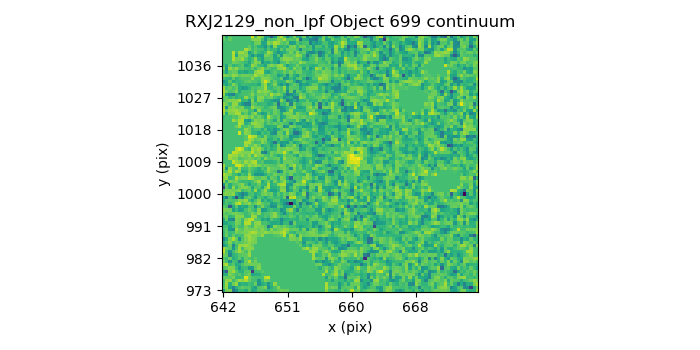 RXJ2129_non_lpf Object 699 continuum
1036
1027
1018
1009
1000
991
982
973
y (pix)
642 651 660 668
x (pix)